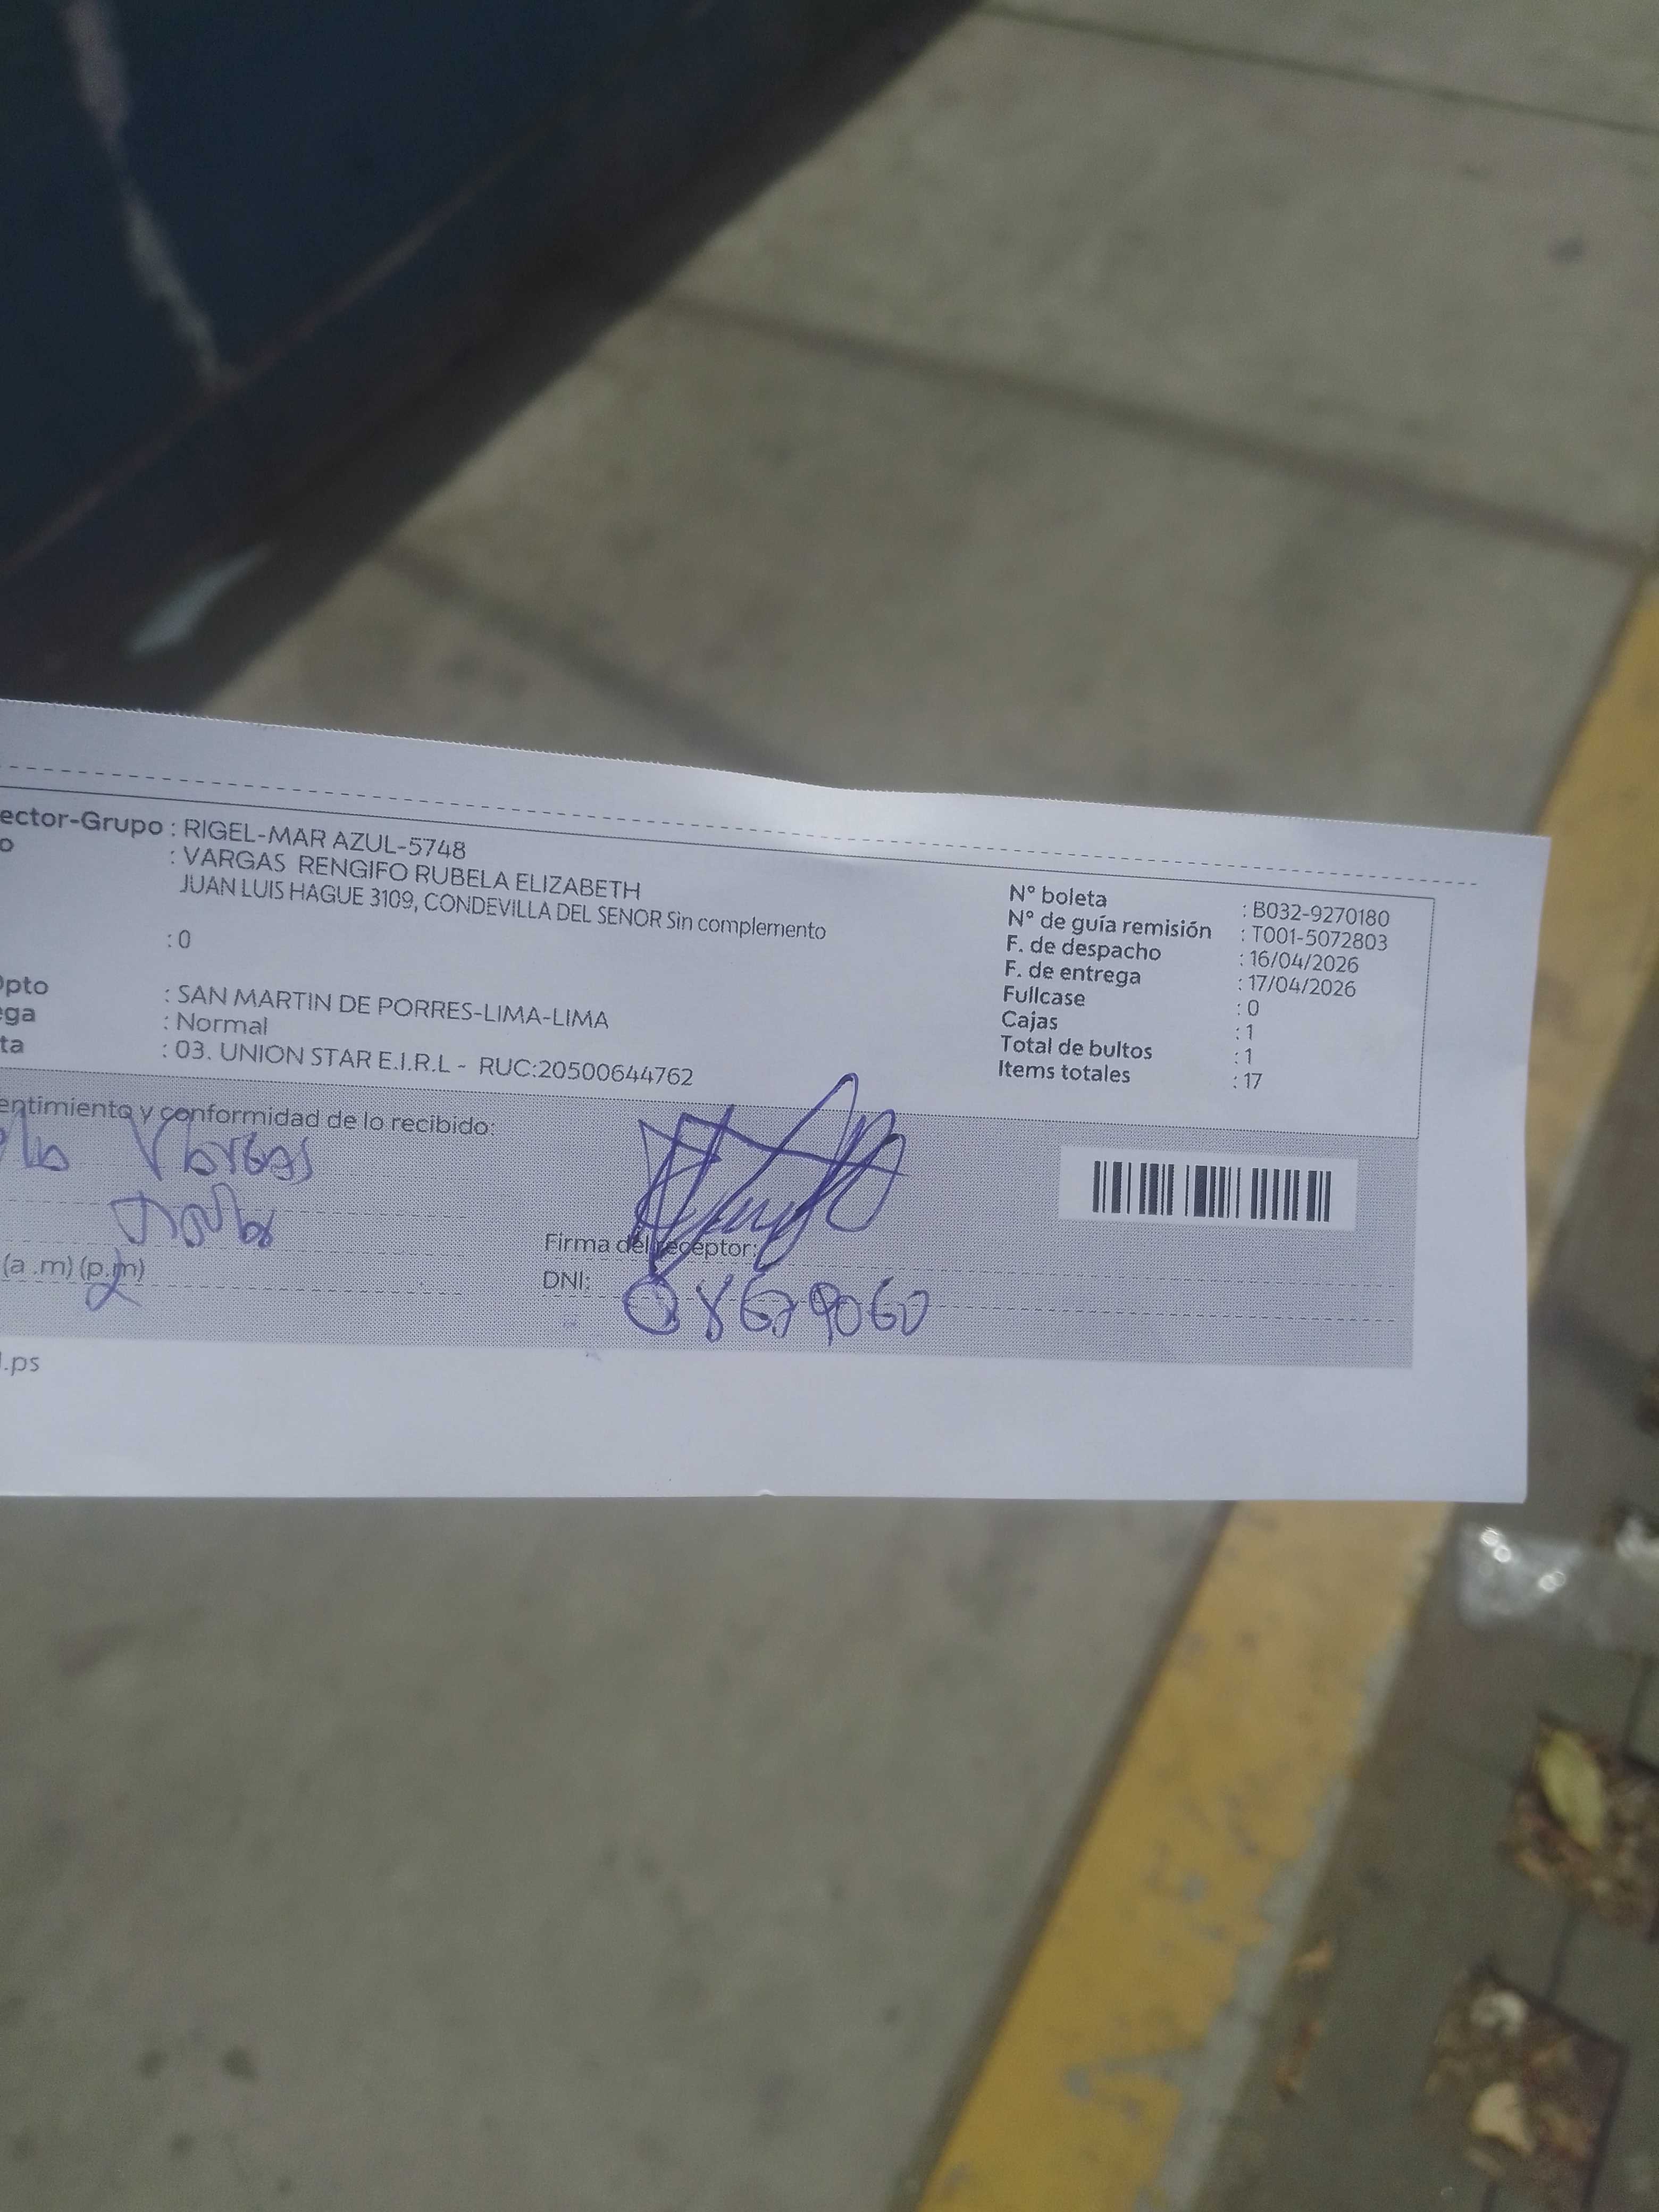 ector-Grupo : RIGEL-MAR AZUL-5748
o : VARGAS RENGIFO RUBELA ELIZABETH
JUAN LUIS HAGUE 3109, CONDEVILLA DEL SENOR Sin complemento
: 0
Dpto : SAN MARTIN DE PORRES-LIMA-LIMA
ega : Normal
ta : 03. UNION STAR E.I.R.L - RUC:20500644762
N° boleta : B032-9270180
N° de guía remisión : T001-5072803
F. de despacho : 16/04/2026
F. de entrega : 17/04/2026
Fullcase : 0
Cajas : 1
Total de bultos : 1
Items totales : 17
entimiento y conformidad de lo recibido:
Vargas
Firma del receptor:
(a .m) (p.m)
DNI:
.ps